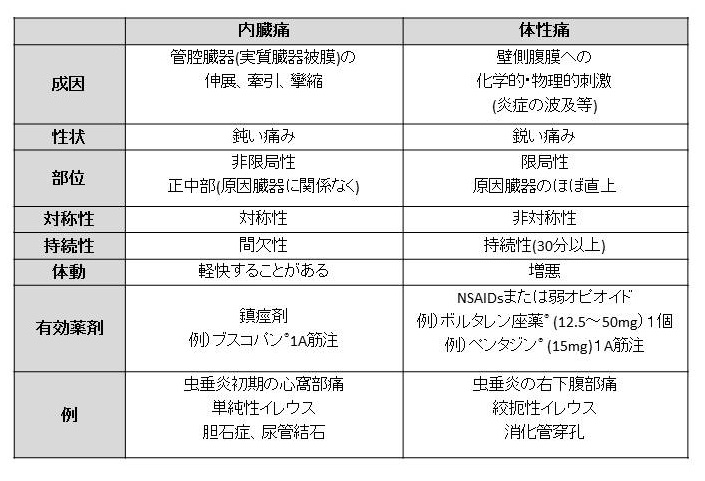 内臓痛 体性痛
成因 管腔臓器(実質臓器被膜)の 伸展、牽引、攣縮 壁側腹膜への 化学的・物理的刺激 (炎症の波及等)
性状 鈍い痛み 鋭い痛み
部位 非限局性 正中部(原因臓器に関係なく) 限局性 原因臓器のほぼ直上
対称性 対称性 非対称性
持続性 間欠性 持続性(30分以上)
体動 軽快することがある 増悪
有効薬剤 鎮痙剤 例)ブスコパン®1A筋注 NSAIDsまたは弱オピオイド 例)ボルタレン座薬® (12.5～50mg)1個 例)ペンタジン® (15mg)1A筋注
例 虫垂炎初期の心窩部痛 単純性イレウス 胆石症、尿管結石 虫垂炎の右下腹部痛 絞扼性イレウス 消化管穿孔